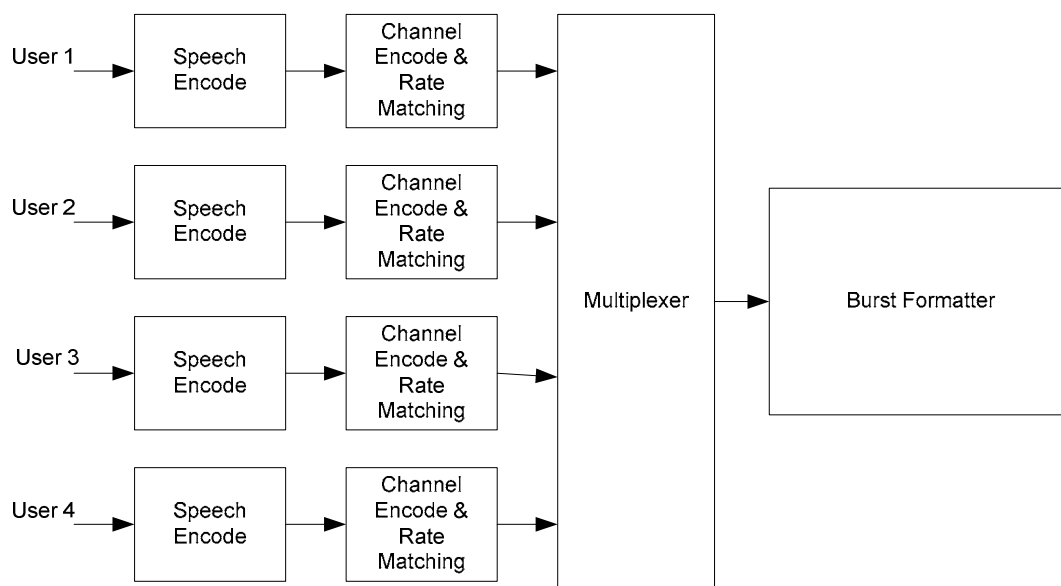 User 1
Speech
Encode
Channel
Encode &
Rate
Matching
User 2
Speech
Encode
Channel
Encode &
Rate
Matching
Multiplexer
Burst Formatter
User 3
Speech
Encode
Channel
Encode &
Rate
Matching
User 4
Speech
Encode
Channel
Encode &
Rate
Matching